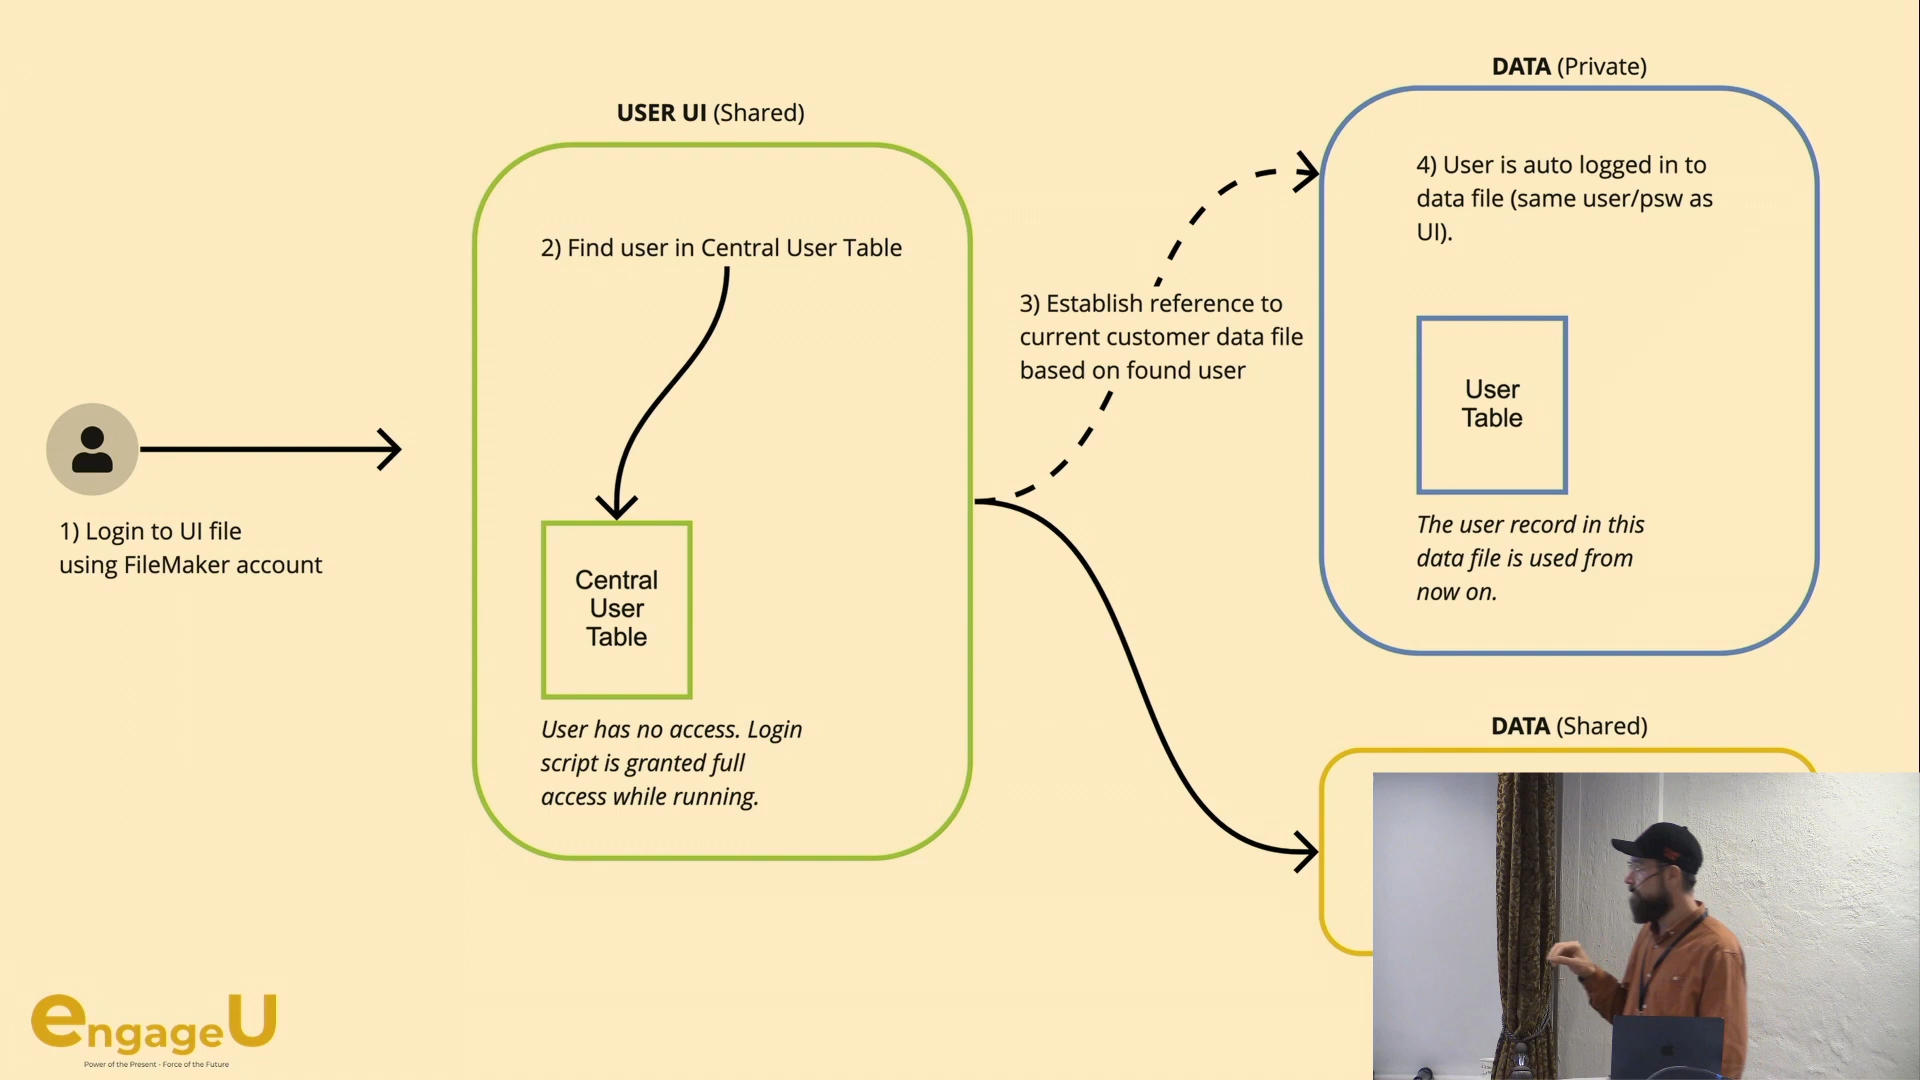 DATA (Private)
USER UI (Shared)
4) User is auto logged in to
data file (same user/psw as
UI).
2) Find user in Central User Table
3) Establish reference to
current customer data file
based on found user
User
Table
1) Login to UI file
using FileMaker account
The user record in this
data file is used from
now on.
Central
User
Table
User has no access. Login
script is granted full
access while running.
DATA (Shared)
engageU
Power of the Present - Force of the Future